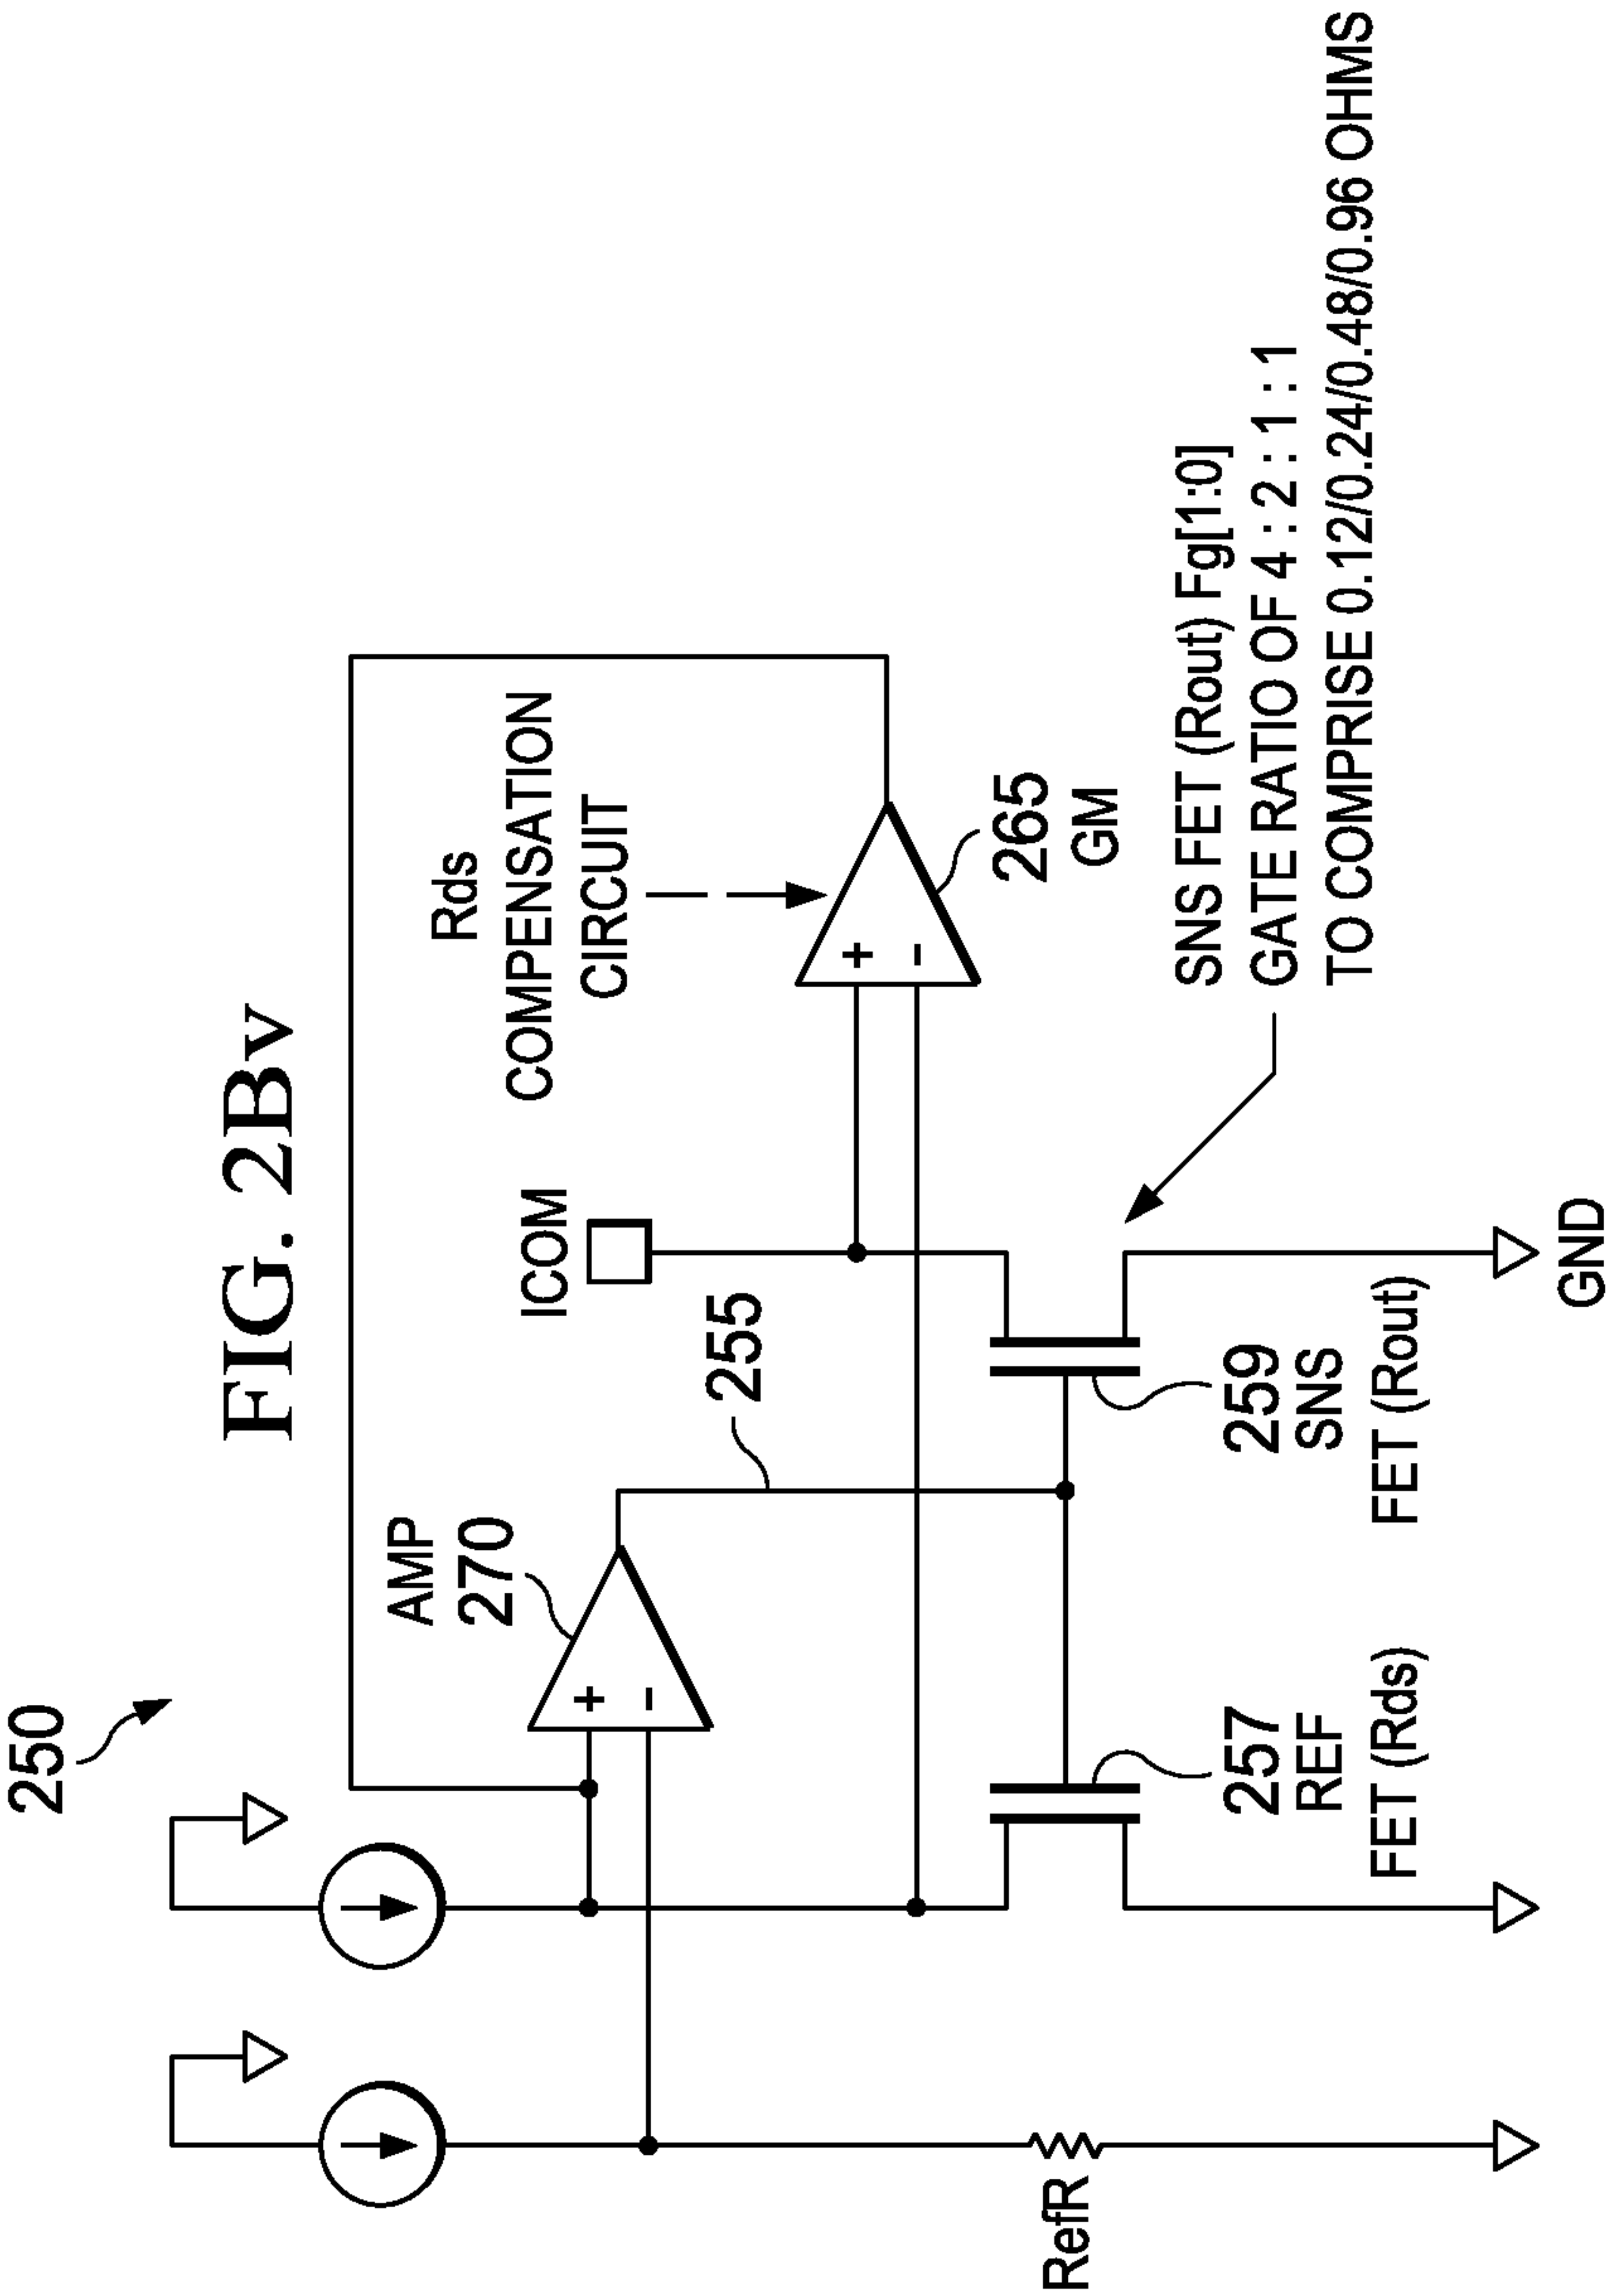 FIG. 2Bv
250
AMP
270
255
ICOM
Rds
COMPENSATION
CIRCUIT
+
-
+
-
265
GM
SNS FET (Rout) Fg[1:0]
GATE RATIO OF 4 : 2 : 1 : 1
TO COMPRISE 0.12/0.24/0.48/0.96 OHMS
RefR
257
REF
FET (Rds)
259
SNS
FET (Rout)
GND